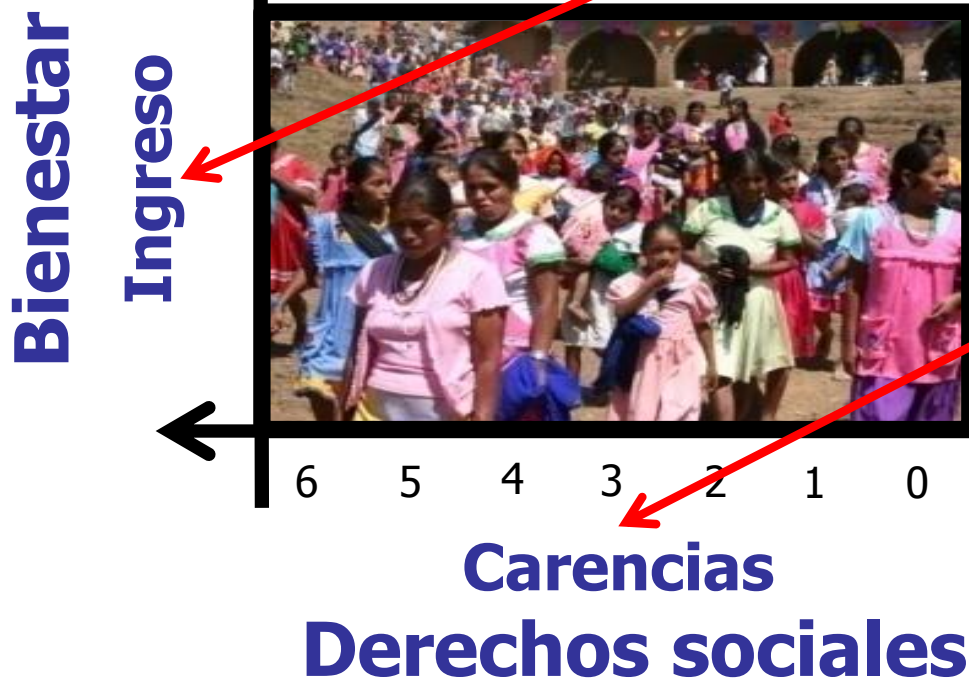 Bienestar
Ingreso
6 5 4 3 2 1 0
Carencias
Derechos sociales